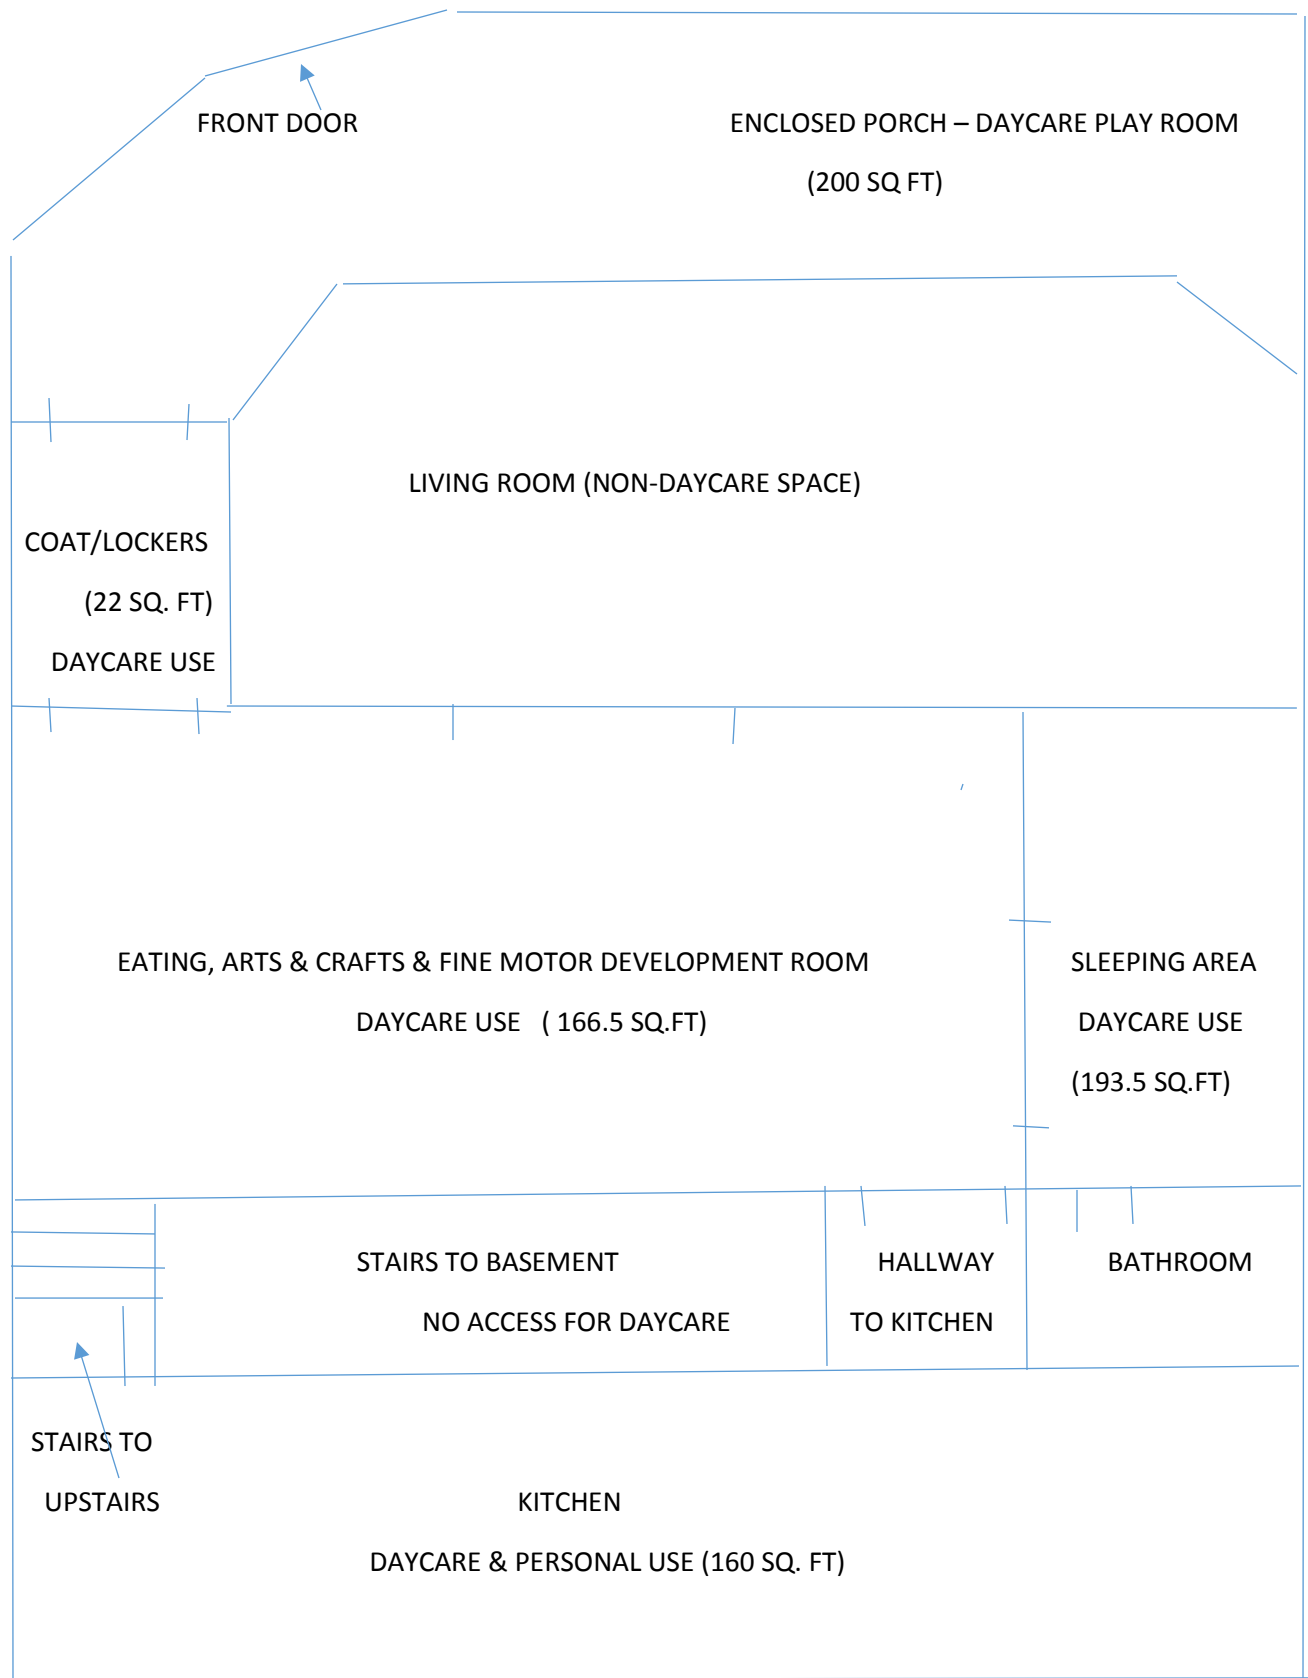 FRONT DOOR
ENCLOSED PORCH – DAYCARE PLAY ROOM
(200 SQ FT)
LIVING ROOM (NON-DAYCARE SPACE)
COAT/LOCKERS
(22 SQ. FT)
DAYCARE USE
EATING, ARTS & CRAFTS & FINE MOTOR DEVELOPMENT ROOM
DAYCARE USE ( 166.5 SQ.FT)
SLEEPING AREA
DAYCARE USE
(193.5 SQ.FT)
STAIRS TO BASEMENT
NO ACCESS FOR DAYCARE
HALLWAY
TO KITCHEN
BATHROOM
STAIRS TO
UPSTAIRS
KITCHEN
DAYCARE & PERSONAL USE (160 SQ. FT)